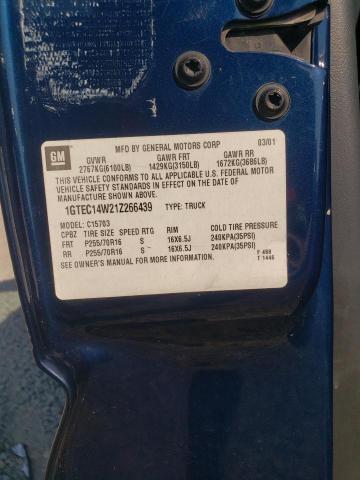 GM
MFD BY GENERAL MOTORS CORP 03/01
GVWR GAWR FRT GAWR RR
2767KG(6100LB) 1429KG(3150LB) 1672KG(3686LB)
THIS VEHICLE CONFORMS TO ALL APPLICABLE U.S. FEDERAL MOTOR
VEHICLE SAFETY STANDARDS IN EFFECT ON THE DATE OF
MANUFACTURE SHOWN ABOVE.
1GTEC14W21Z266439 TYPE: TRUCK
MODEL: C15703
CPBZ TIRE SIZE SPEED RTG RIM COLD TIRE PRESSURE
FRT P255/70R16 S 16X6.5J 240KPA(35PSI)
RR P255/70R16 S 16X6.5J 240KPA(35PSI)
SEE OWNER'S MANUAL FOR MORE INFORMATION.
F 488
T 1446